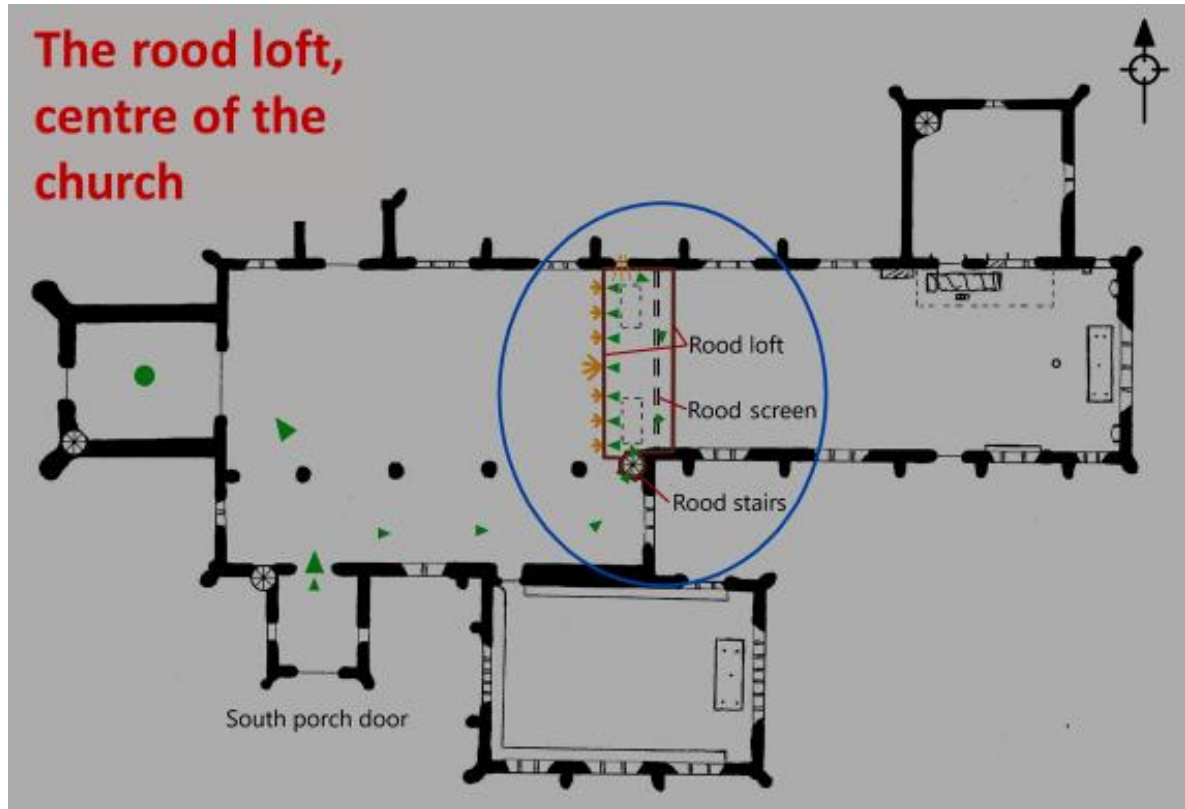 The rood loft,
centre of the
church
Rood loft
Rood screen
Rood stairs
South porch door